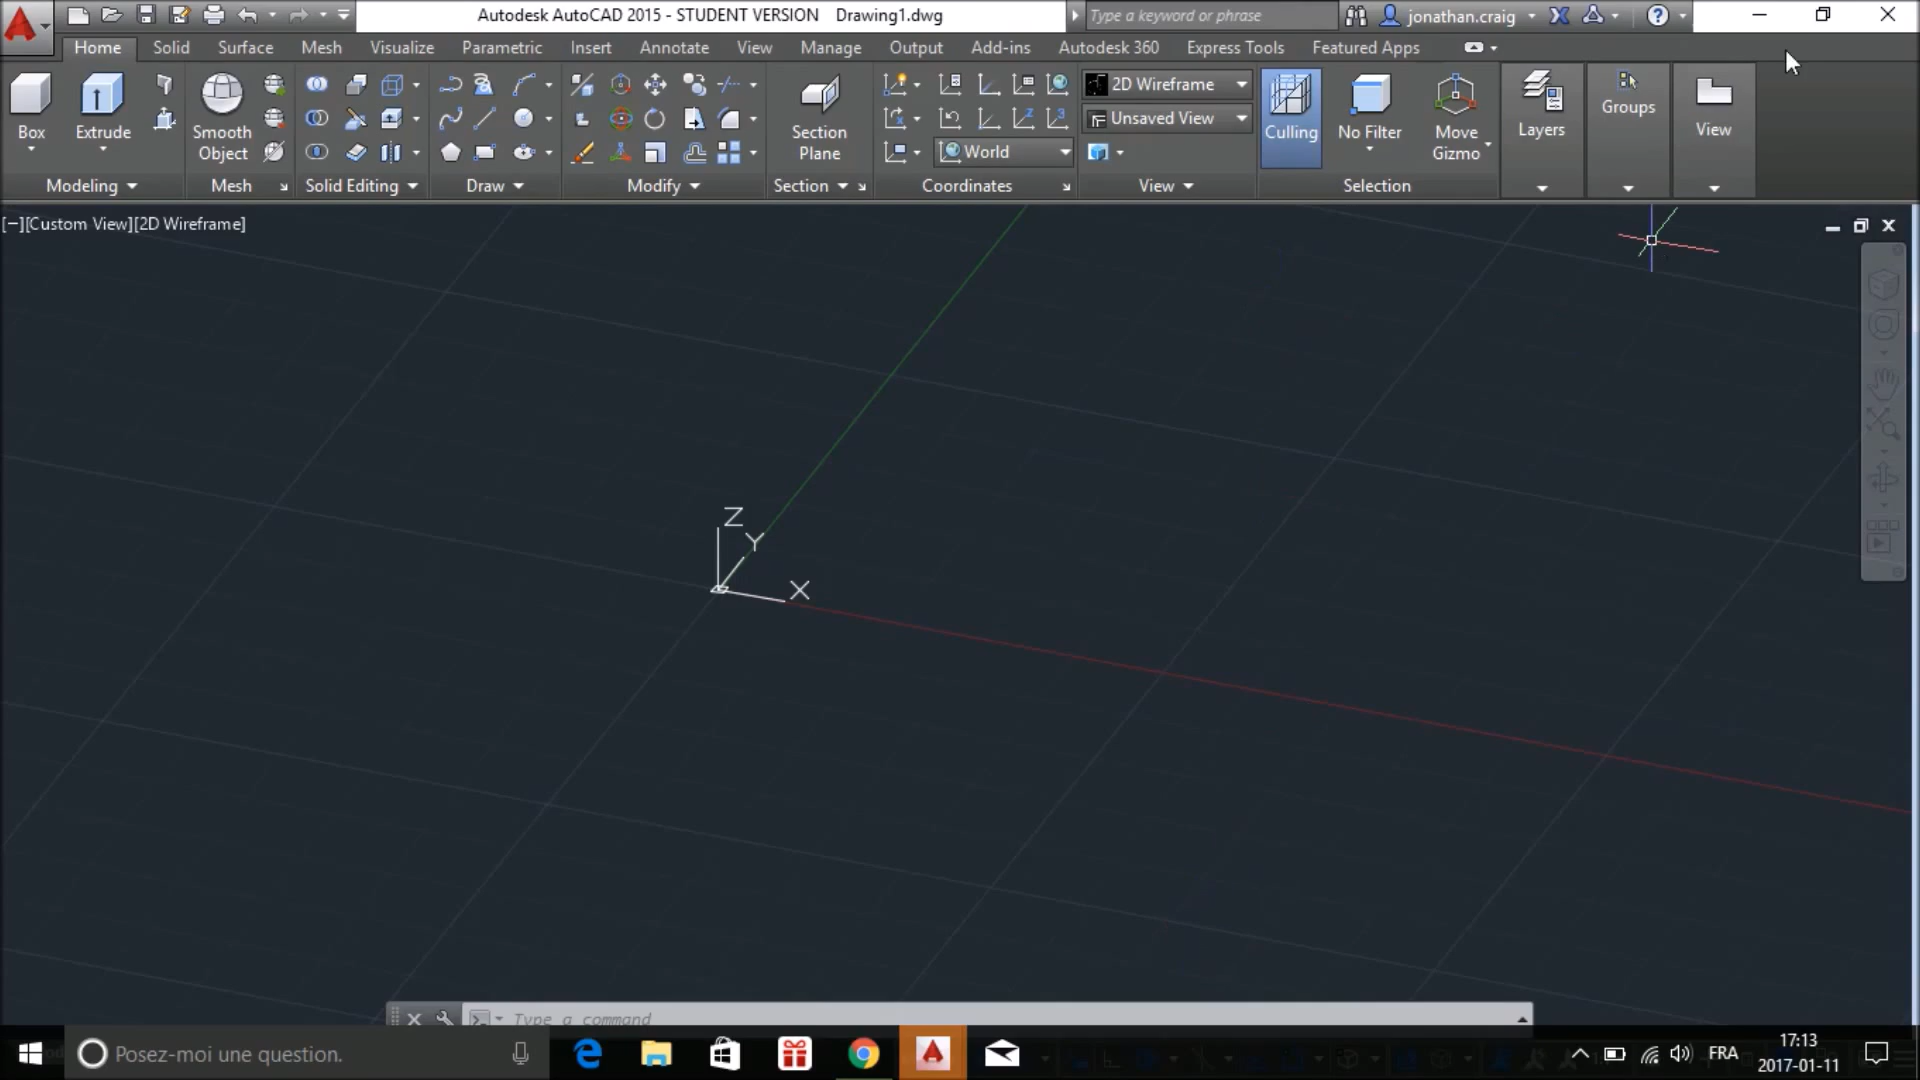 Autodesk AutoCAD 2015 - STUDENT VERSION Drawing1.dwg
Type a keyword or phrase
jonathan.craig
Home Solid Surface Mesh Visualize Parametric Insert Annotate View Manage Output Add-ins Autodesk 360 Express Tools Featured Apps
Box
Extrude
Smooth Object
Section Plane
World
2D Wireframe
Unsaved View
Culling
No Filter
Move Gizmo
Layers
Groups
View
Modeling Mesh Solid Editing Draw Modify Section Coordinates View Selection
[−][Custom View][2D Wireframe]
Z
Y
X
Type a command
Posez-moi une question.
FRA
17:13
2017-01-11